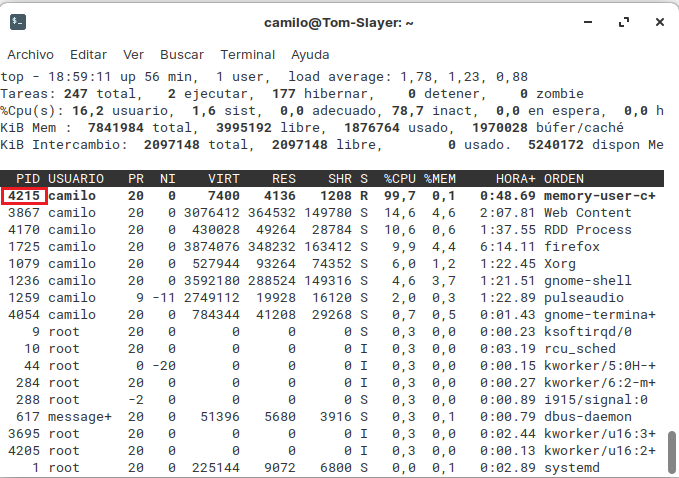 camilo@Tom-Slayer: ~
Archivo Editar Ver Buscar Terminal Ayuda
top - 18:59:11 up 56 min, 1 user, load average: 1,78, 1,23, 0,88
Tareas: 247 total, 2 ejecutar, 177 hibernar, 0 detener, 0 zombie
%Cpu(s): 16,2 usuario, 1,6 sist, 0,0 adecuado, 78,7 inact, 0,0 en espera, 0,0 h
KiB Mem : 7841984 total, 3995192 libre, 1876764 usado, 1970028 búfer/caché
KiB Intercambio: 2097148 total, 2097148 libre, 0 usado. 5240172 dispon Me
PID USUARIO PR NI VIRT RES SHR S %CPU %MEM HORA+ ORDEN
4215 camilo 20 0 7400 4136 1208 R 99,7 0,1 0:48.69 memory-user-c+
3867 camilo 20 0 3076412 364532 149780 S 14,6 4,6 2:07.81 Web Content
4170 camilo 20 0 430028 49264 28784 S 10,6 0,6 1:37.55 RDD Process
1725 camilo 20 0 3874076 348232 163412 S 9,9 4,4 6:14.11 firefox
1079 camilo 20 0 527944 93264 74352 S 6,0 1,2 1:22.45 Xorg
1236 camilo 20 0 3592180 288524 149316 S 4,6 3,7 1:21.51 gnome-shell
1259 camilo 9 -11 2749112 19928 16120 S 2,0 0,3 1:22.89 pulseaudio
4054 camilo 20 0 784344 41208 29268 S 0,7 0,5 0:01.43 gnome-termina+
9 root 20 0 0 0 0 S 0,3 0,0 0:00.23 ksoftirqd/0
10 root 20 0 0 0 0 I 0,3 0,0 0:03.19 rcu_sched
44 root 0 -20 0 0 0 I 0,3 0,0 0:00.15 kworker/5:0H-+
284 root 20 0 0 0 0 I 0,3 0,0 0:00.27 kworker/6:2-m+
288 root -2 0 0 0 0 S 0,3 0,0 0:00.89 i915/signal:0
617 message+ 20 0 51396 5680 3916 S 0,3 0,1 0:00.79 dbus-daemon
3695 root 20 0 0 0 0 I 0,3 0,0 0:02.44 kworker/u16:3+
4205 root 20 0 0 0 0 I 0,3 0,0 0:00.13 kworker/u16:2+
1 root 20 0 225144 9072 6800 S 0,0 0,1 0:02.89 systemd